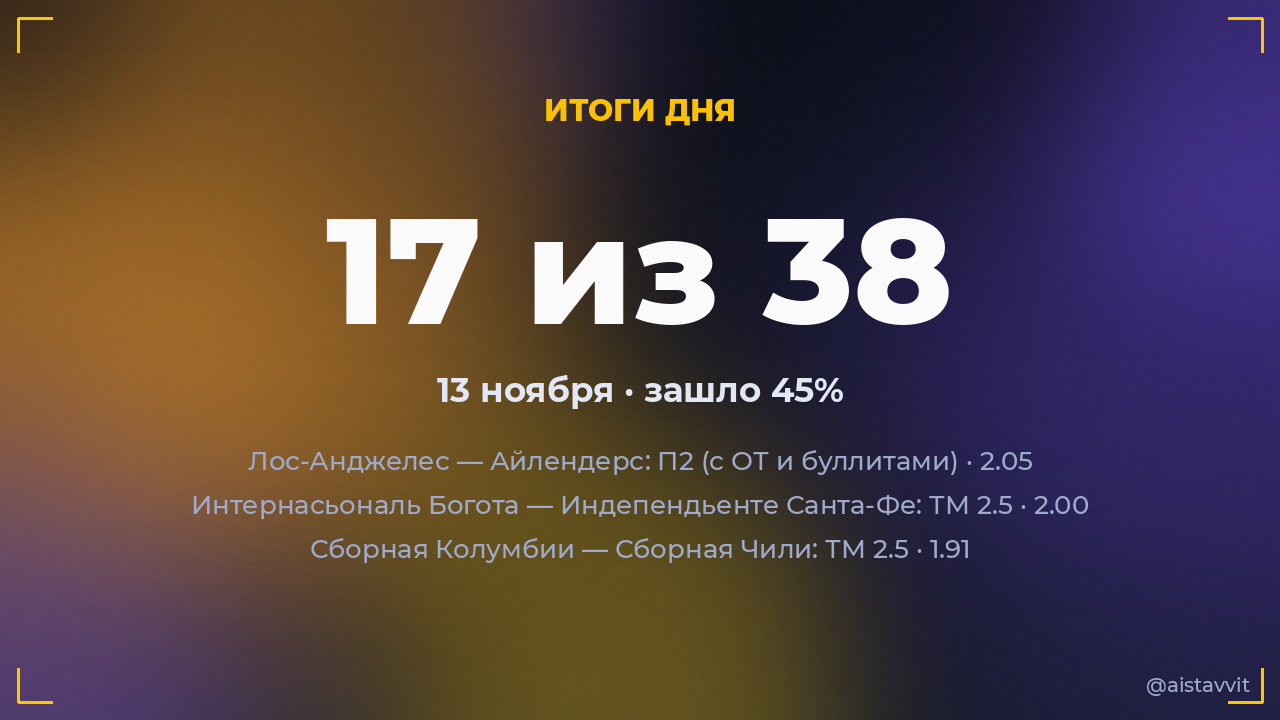 ИТОГИ ДНЯ
17 из 38
13 ноября · зашло 45%
Лос-Анджелес — Айлендерс: П2 (с ОТ и буллитами) · 2.05
Интернасьональ Богота — Индепендьенте Санта-Фе: ТМ 2.5 · 2.00
Сборная Колумбии — Сборная Чили: ТМ 2.5 · 1.91
@aistavvit